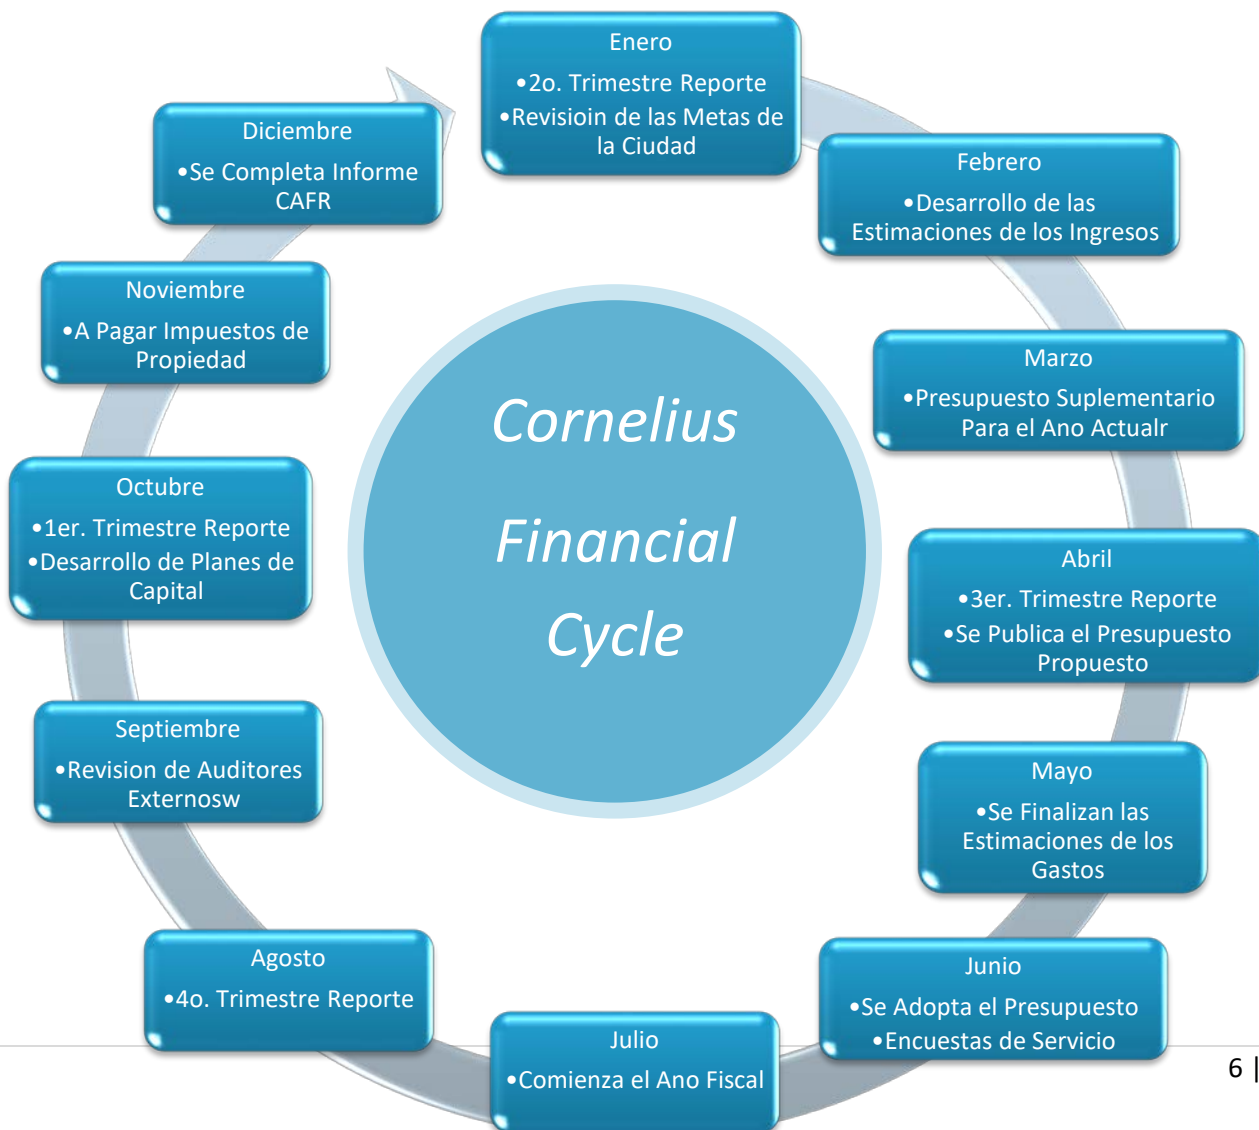 Enero
•2o. Trimestre Reporte
•Revisioin de las Metas de
la Ciudad
Febrero
•Desarrollo de las
Estimaciones de los Ingresos
Marzo
•Presupuesto Suplementario
Para el Ano Actualr
Abril
•3er. Trimestre Reporte
•Se Publica el Presupuesto
Propuesto
Mayo
•Se Finalizan las
Estimaciones de los
Gastos
Junio
•Se Adopta el Presupuesto
•Encuestas de Servicio
Julio
•Comienza el Ano Fiscal
Agosto
•4o. Trimestre Reporte
Septiembre
•Revision de Auditores
Externosw
Octubre
•1er. Trimestre Reporte
•Desarrollo de Planes de
Capital
Noviembre
•A Pagar Impuestos de
Propiedad
Diciembre
•Se Completa Informe
CAFR
Cornelius
Financial
Cycle
6 |